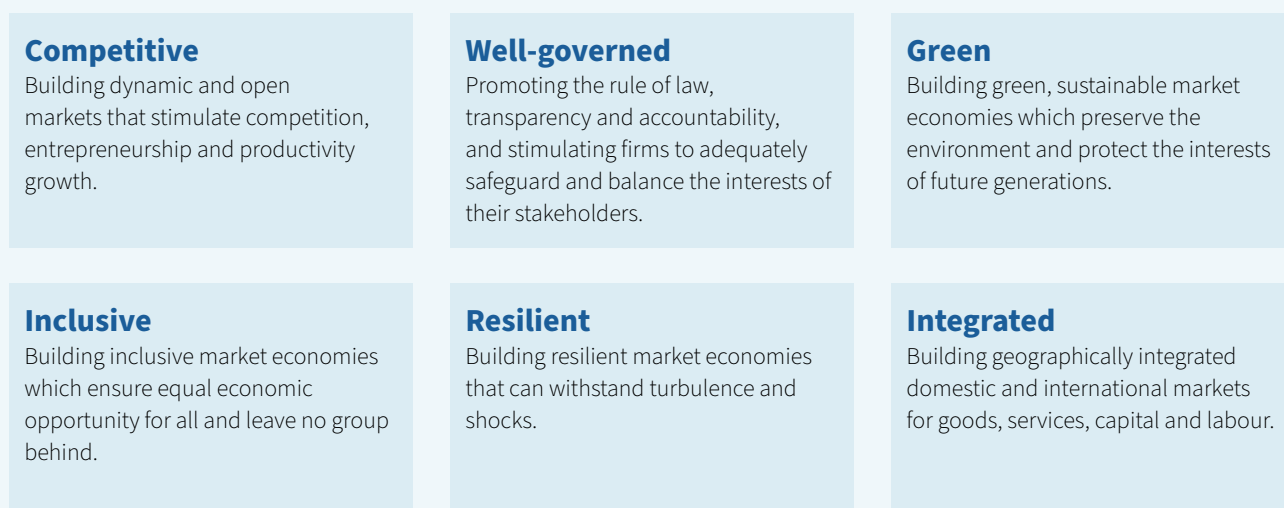 Competitive
Building dynamic and open
markets that stimulate competition,
entrepreneurship and productivity
growth.
Well-governed
Promoting the rule of law,
transparency and accountability,
and stimulating firms to adequately
safeguard and balance the interests of
their stakeholders.
Green
Building green, sustainable market
economies which preserve the
environment and protect the interests
of future generations.
Inclusive
Building inclusive market economies
which ensure equal economic
opportunity for all and leave no group
behind.
Resilient
Building resilient market economies
that can withstand turbulence and
shocks.
Integrated
Building geographically integrated
domestic and international markets
for goods, services, capital and labour.